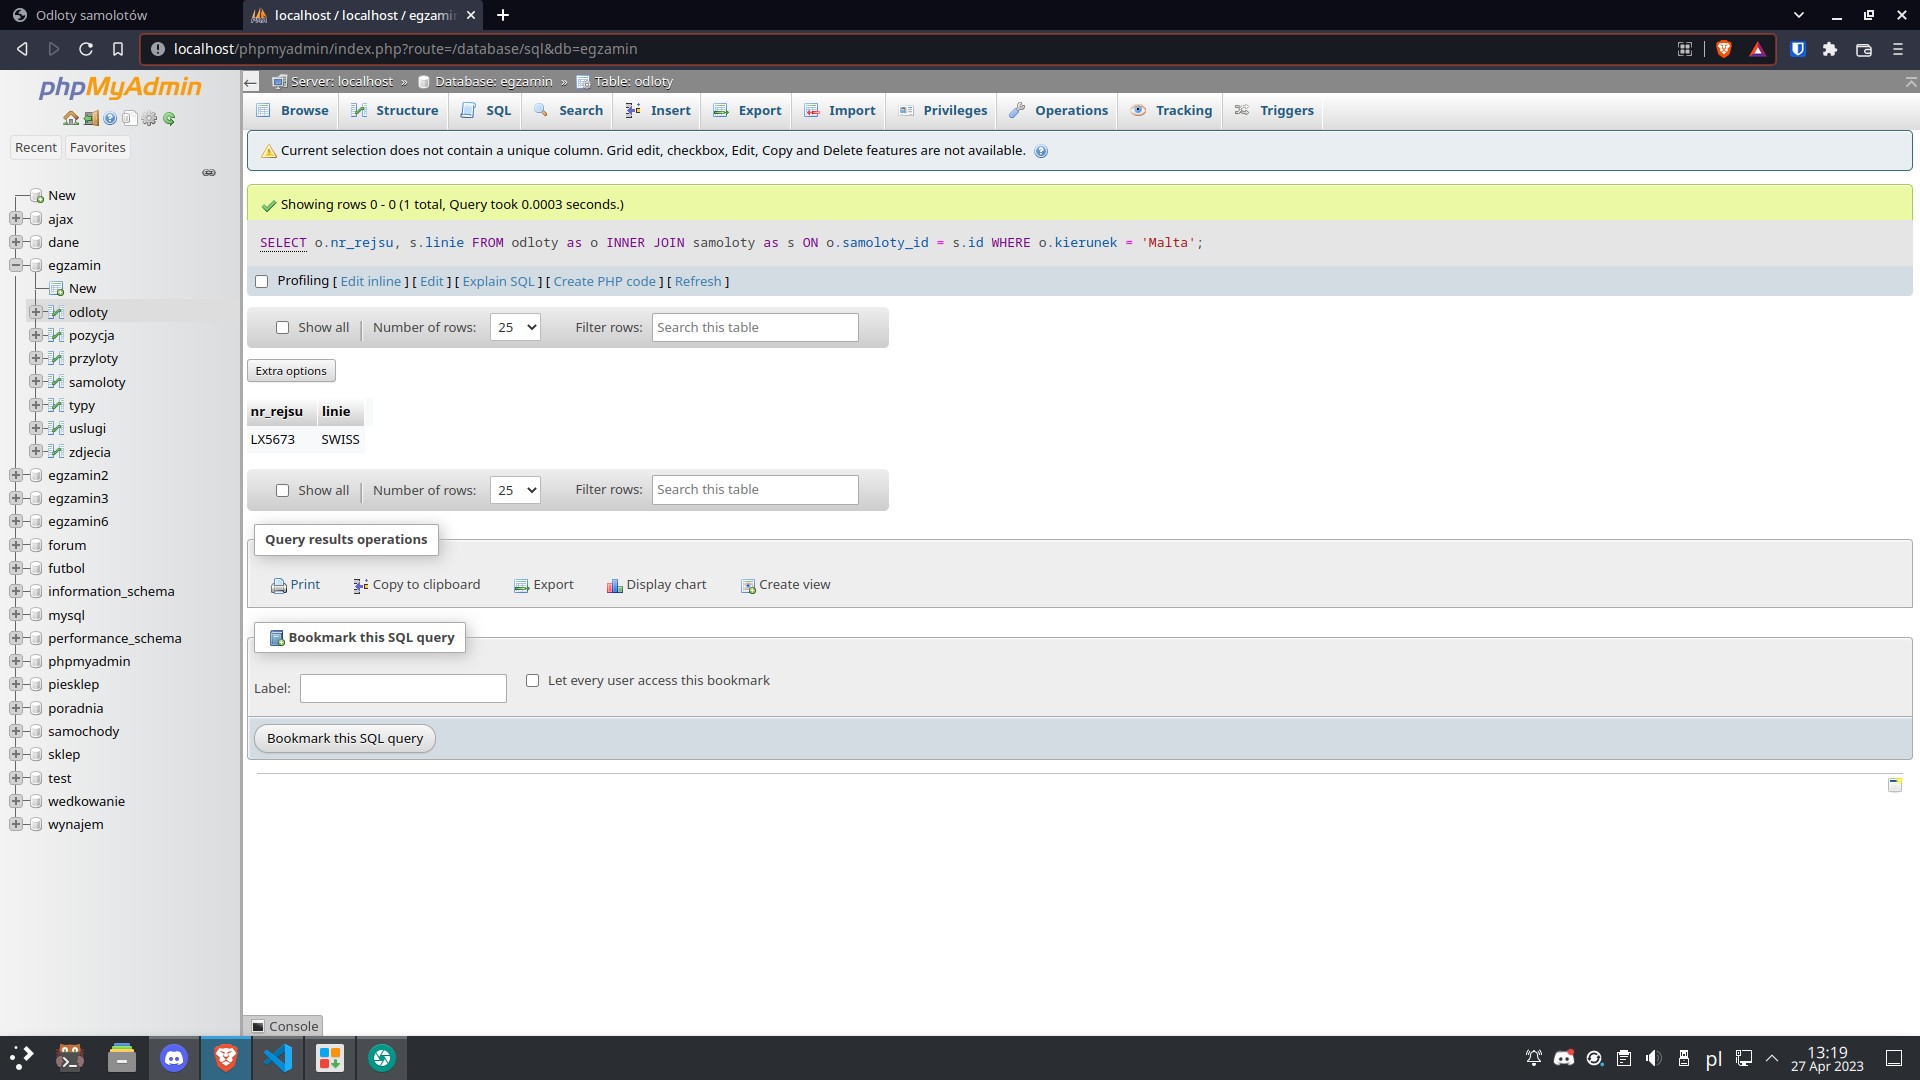 Odloty samolotów
localhost / localhost / egzami
localhost/phpmyadmin/index.php?route=/database/sql&db=egzamin
phpMyAdmin
Recent Favorites
New
ajax
dane
egzamin
New
odloty
pozycja
przyloty
samoloty
typy
uslugi
zdjecia
egzamin2
egzamin3
egzamin6
forum
futbol
information_schema
mysql
performance_schema
phpmyadmin
piesklep
poradnia
samochody
sklep
test
wedkowanie
wynajem
Server: localhost » Database: egzamin » Table: odloty
Browse Structure SQL Search Insert Export Import Privileges Operations Tracking Triggers
Current selection does not contain a unique column. Grid edit, checkbox, Edit, Copy and Delete features are not available.
Showing rows 0 - 0 (1 total, Query took 0.0003 seconds.)
SELECT o.nr_rejsu, s.linie FROM odloty as o INNER JOIN samoloty as s ON o.samoloty_id = s.id WHERE o.kierunek = 'Malta';
Profiling [ Edit inline ] [ Edit ] [ Explain SQL ] [ Create PHP code ] [ Refresh ]
Show all | Number of rows: 25 Filter rows: Search this table
Extra options
nr_rejsu linie
LX5673 SWISS
Show all | Number of rows: 25 Filter rows: Search this table
Query results operations
Print Copy to clipboard Export Display chart Create view
Bookmark this SQL query
Label: Let every user access this bookmark
Bookmark this SQL query
Console
pl
13:19
27 Apr 2023